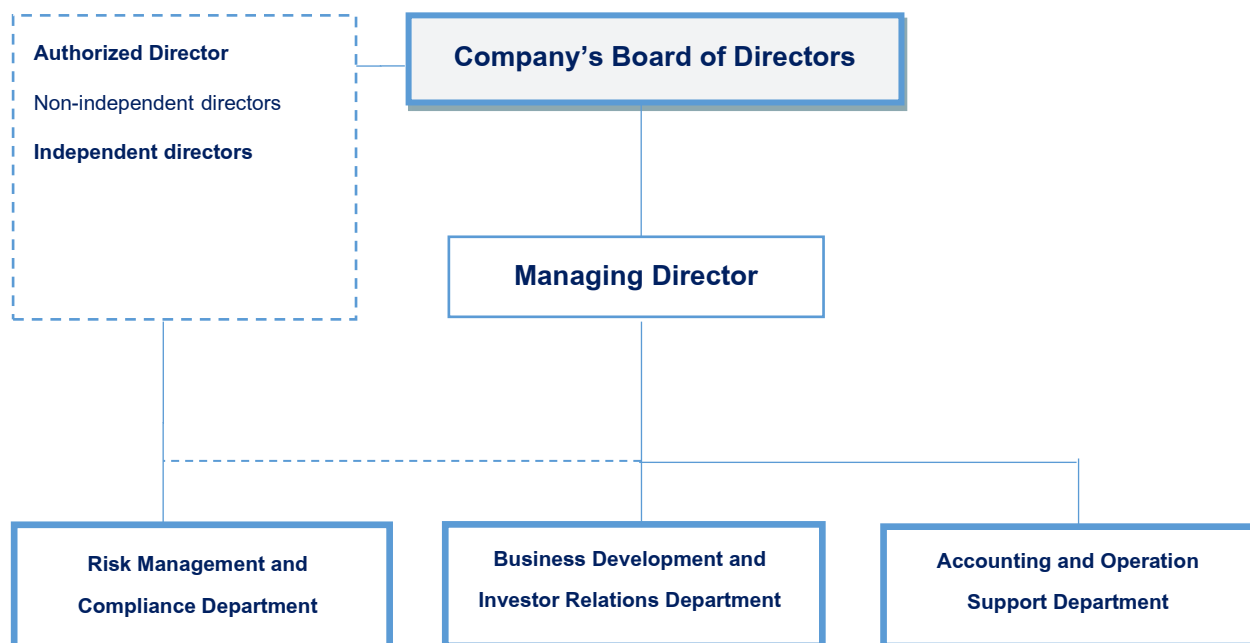 Authorized Director
Non-independent directors
Independent directors
Company’s Board of Directors
Managing Director
Risk Management and
Compliance Department
Business Development and
Investor Relations Department
Accounting and Operation
Support Department